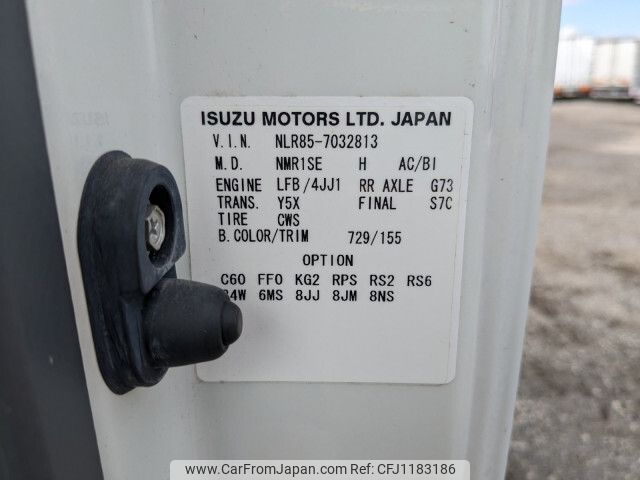 ISUZU MOTORS LTD. JAPAN
V.I.N. NLR85-7032813
M.D. NMR1SE H AC/BI
ENGINE LFB/4JJ1 RR AXLE G73
TRANS. Y5X FINAL S7C
TIRE CWS
B.COLOR/TRIM 729/155
OPTION
C60 FF0 KG2 RPS RS2 RS6
6MS 8JJ 8JM 8NS
www.CarFromJapan.com - CFJ1183186